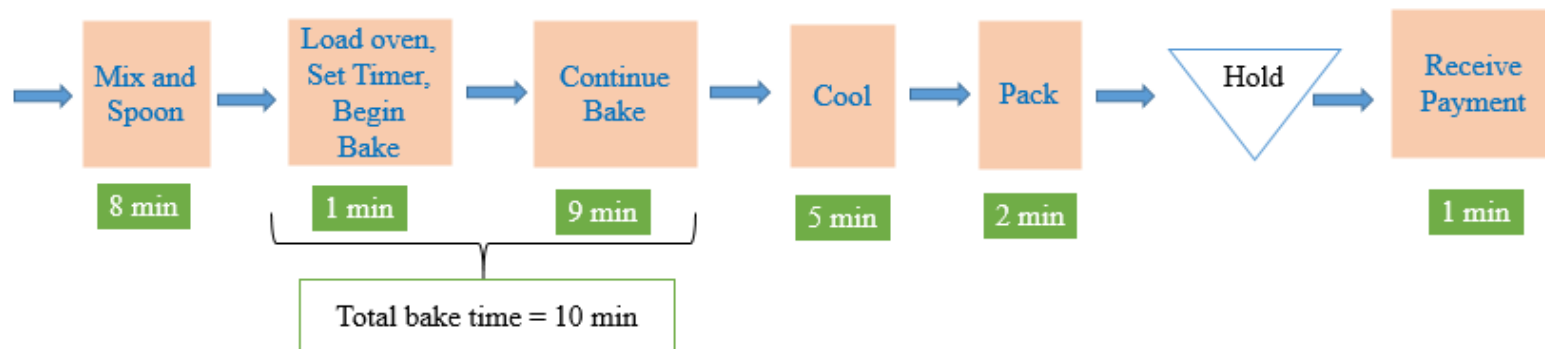 Mix and
Spoon
8 min
Load oven,
Set Timer,
Begin
Bake
1 min
Continue
Bake
9 min
Total bake time = 10 min
Cool
5 min
Pack
2 min
Hold
Receive
Payment
1 min